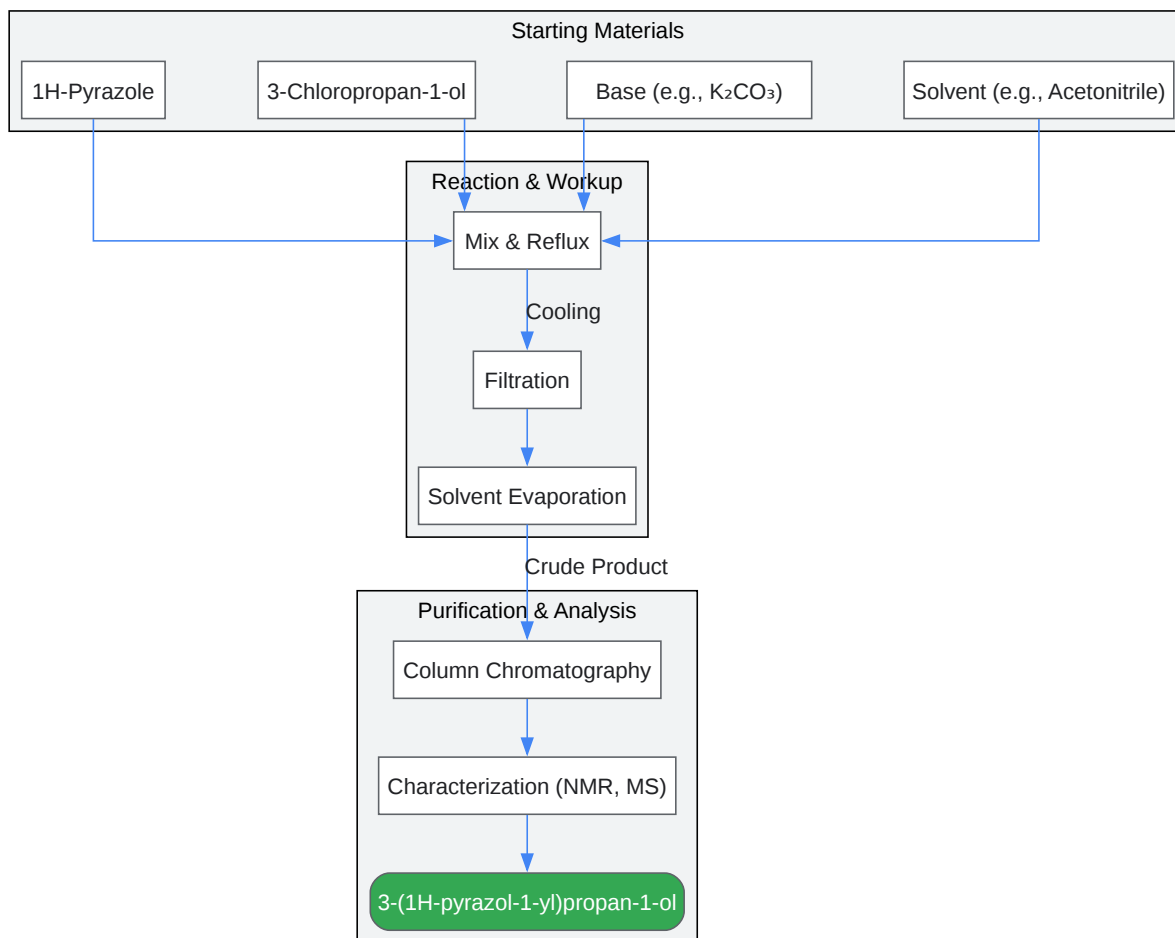 Starting Materials
1H-Pyrazole
3-Chloropropan-1-ol
Base (e.g., K₂CO₃)
Solvent (e.g., Acetonitrile)
Reaction & Workup
Mix & Reflux
Cooling
Filtration
Solvent Evaporation
Crude Product
Purification & Analysis
Column Chromatography
Characterization (NMR, MS)
3-(1H-pyrazol-1-yl)propan-1-ol